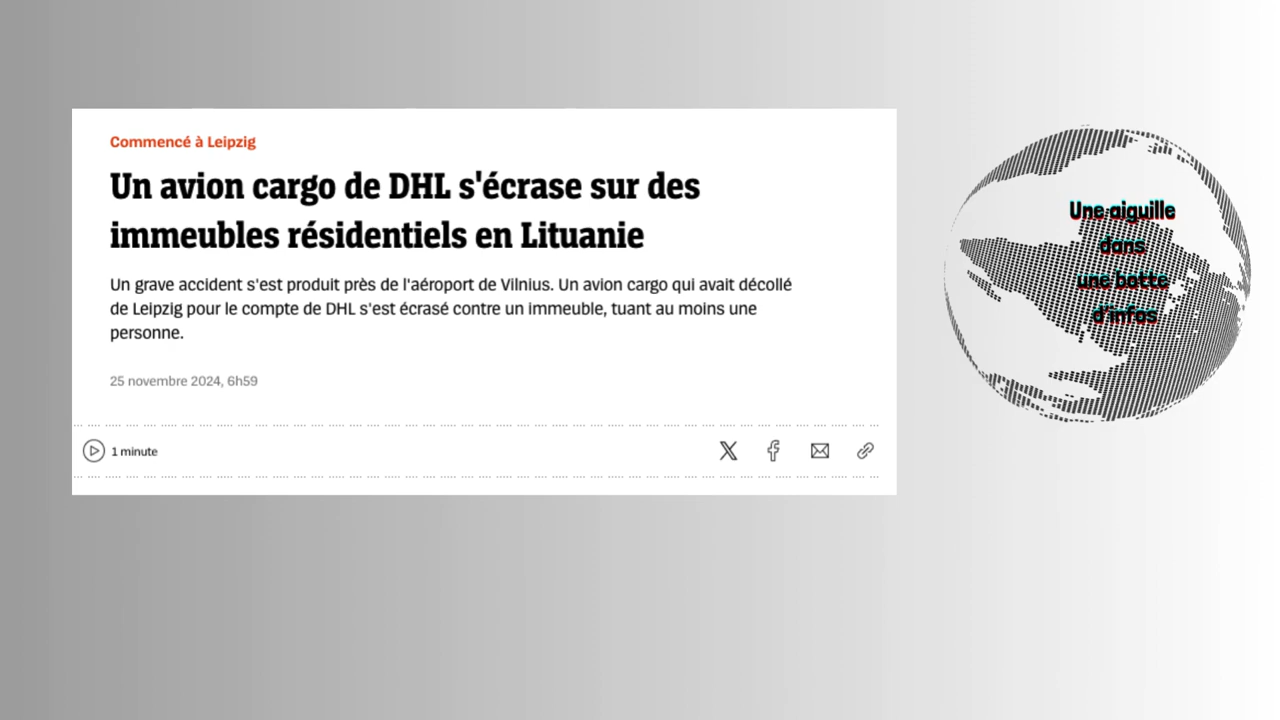 Commencé à Leipzig
Un avion cargo de DHL s'écrase sur des
immeubles résidentiels en Lituanie
Un grave accident s'est produit près de l'aéroport de Vilnius. Un avion cargo qui avait décollé
de Leipzig pour le compte de DHL s'est écrasé contre un immeuble, tuant au moins une
personne.
25 novembre 2024, 6h59
1 minute
Une aiguille
dans
une botte
d'infos